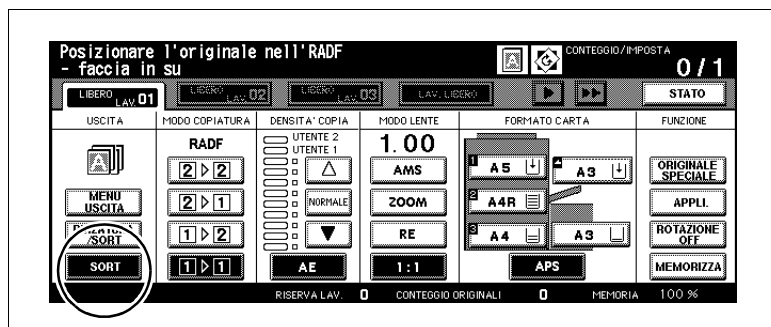 Posizionare l'originale nell'RADF
- faccia in su
CONTEGGIO/IMPOSTA
0 / 1
LIBERO LAV. 01
LIBERO LAV. 02
LIBERO LAV. 03
LAV. LIBERO
STATO
USCITA
MODO COPIATURA
DENSITA' COPIA
MODO LENTE
FORMATO CARTA
FUNZIONE
MENU USCITA
/SORT
SORT
RADF
2 ▷ 2
2 ▷ 1
1 ▷ 2
1 ▷ 1
UTENTE 2
UTENTE 1
NORMALE
AE
1.00
AMS
ZOOM
RE
1:1
1 A5
2 A4R
3 A4
A3
A3
APS
ORIGINALE SPECIALE
APPLI.
ROTAZIONE OFF
MEMORIZZA
RISERVA LAV. 0 CONTEGGIO ORIGINALI 0 MEMORIA 100 %